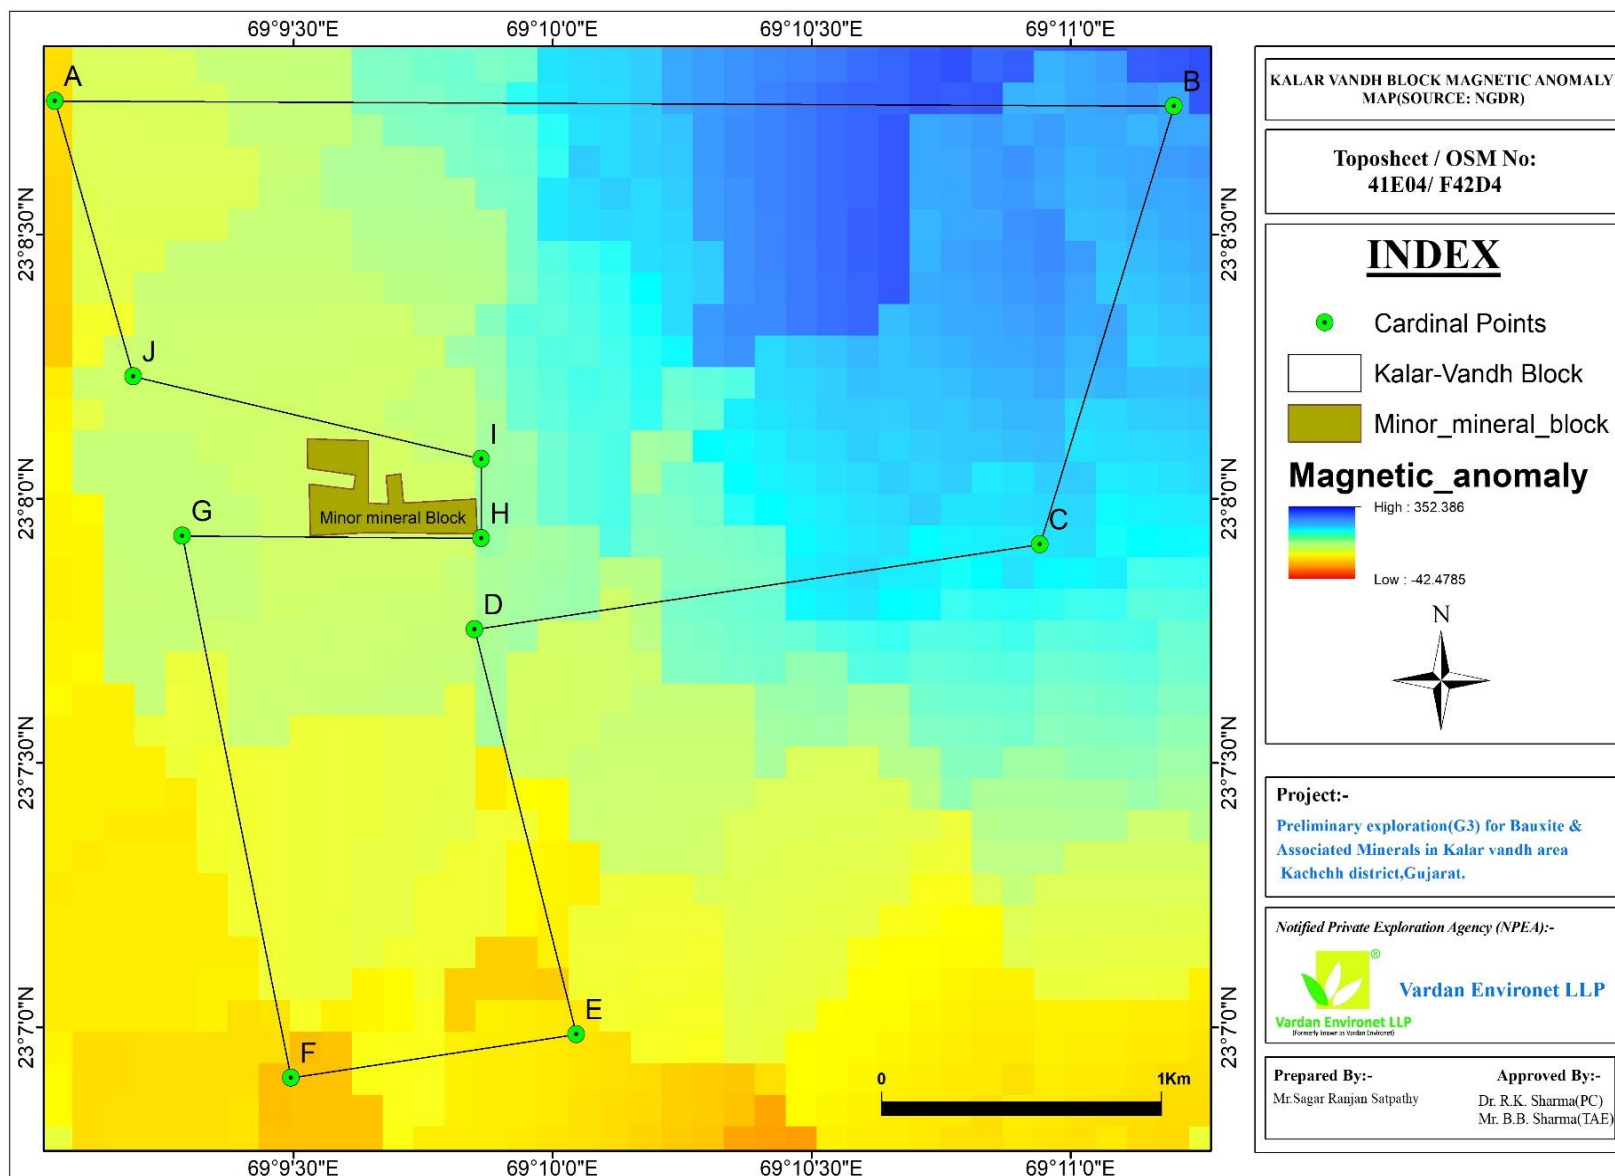 69°9'30"E
69°10'0"E
69°10'30"E
69°11'0"E
A
B
23°8'30"N
23°8'30"N
J
I
23°8'0"N
23°8'0"N
G
H
C
Minor mineral Block
D
23°7'30"N
23°7'30"N
23°7'0"N
23°7'0"N
E
F
0
1Km
69°9'30"E
69°10'0"E
69°10'30"E
69°11'0"E
KALAR VANDH BLOCK MAGNETIC ANOMALY
MAP(SOURCE: NGDR)
Toposheet / OSM No:
41E04/ F42D4
INDEX
Cardinal Points
Kalar-Vandh Block
Minor_mineral_block
Magnetic_anomaly
High : 352.386
Low : -42.4785
N
Project:-
Preliminary exploration(G3) for Bauxite &
Associated Minerals in Kalar vandh area
Kachchh district,Gujarat.
Notified Private Exploration Agency (NPEA):-
®
Vardan Environet LLP
Vardan Environet LLP
(Formerly known as Vardan Environet)
Prepared By:-
Mr.Sagar Ranjan Satpathy
Approved By:-
Dr. R.K. Sharma(PC)
Mr. B.B. Sharma(TAE)